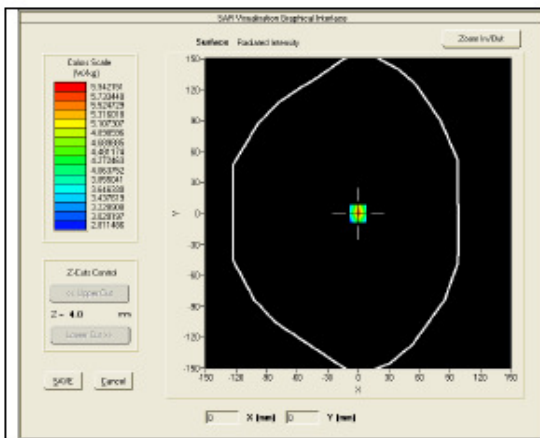 SAR Visualisation Graphical Interface
Surface Radiated Intensity
Zoom In/Out
Colors Scale
(W/kg)
5.942191
5.733448
5.524729
5.316018
5.107307
4.898596
4.689885
4.481174
4.272463
4.063752
3.855041
3.646330
3.437619
3.228908
3.020197
2.811486
Z-Cuts Control
<< Upper Cut
Z = 4.0 mm
Lower Cut >>
SAVE Cancel
150
120
90
60
30
0
-30
-60
-90
-120
-150
Y
-150 -120 -90 -60 -30 0 30 60 90 120 150
X
0 X (mm) 0 Y (mm)